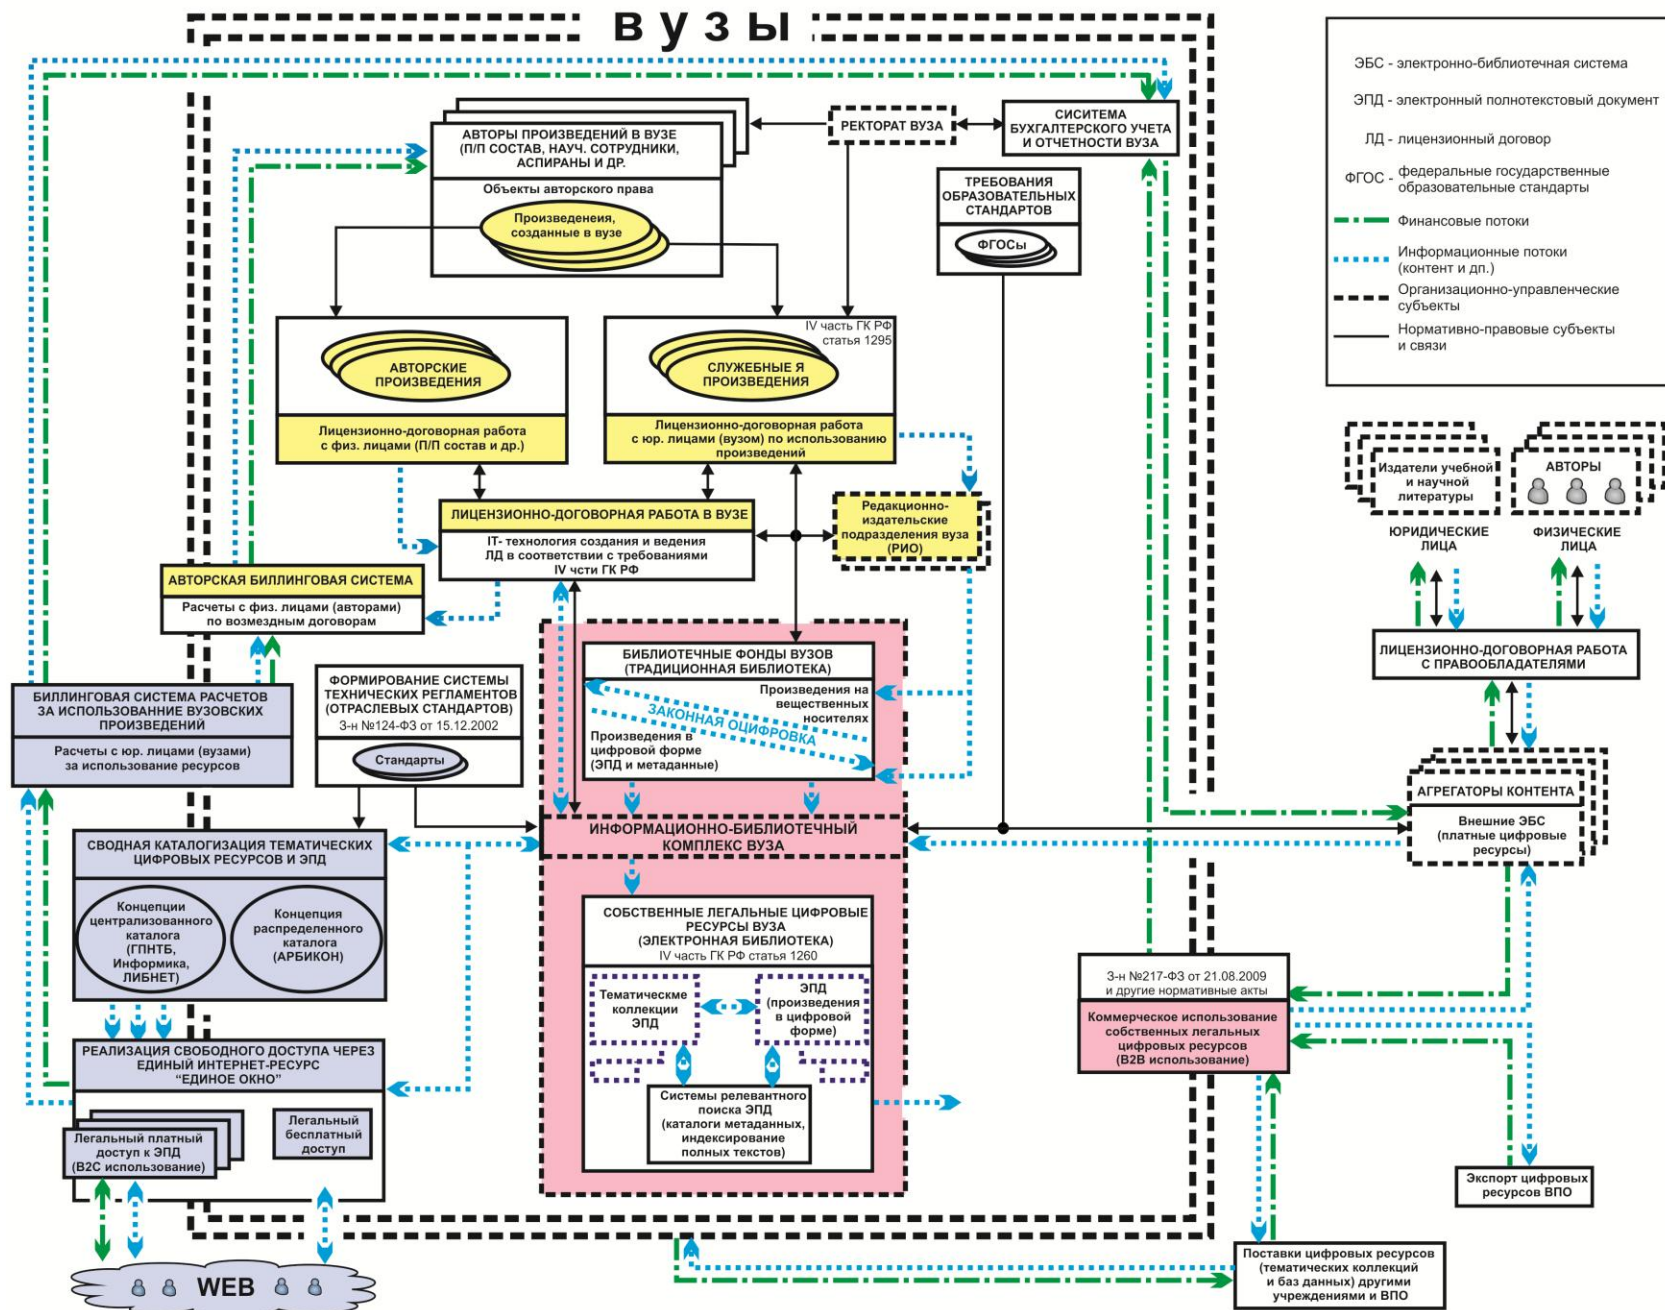 вузы
ЭБС - электронно-библиотечная система
ЭПД - электронный полнотекстовый документ
ЛД - лицензионный договор
ФГОС - федеральные государственные
образовательные стандарты
Финансовые потоки
Информационные потоки
(контент и дп.)
Организационно-управленческие
субъекты
Нормативно-правовые субъекты
и связи
АВТОРЫ ПРОИЗВЕДЕНИЙ В ВУЗЕ
(П/П СОСТАВ, НАУЧ. СОТРУДНИКИ,
АСПИРАНЫ И ДР.
Объекты авторского права
Произведенеия,
созданные в вузе
РЕКТОРАТ ВУЗА
СИСИТЕМА
БУХГАЛТЕРСКОГО УЧЕТА
И ОТЧЕТНОСТИ ВУЗА
ТРЕБОВАНИЯ
ОБРАЗОВАТЕЛЬНЫХ
СТАНДАРТОВ
ФГОСы
АВТОРСКИЕ
ПРОИЗВЕДЕНИЯ
Лицензионно-договорная работа
с физ. лицами (П/П состав и др.)
IV часть ГК РФ
статья 1295
СЛУЖЕБНЫЕ Я
ПРОИЗВЕДЕНИЯ
Лицензионно-договорная работа
с юр. лицами (вузом) по использованию
произведений
ЛИЦЕНЗИОННО-ДОГОВОРНАЯ РАБОТА В ВУЗЕ
IT- технология создания и ведения
ЛД в соответствии с требованиями
IV чсти ГК РФ
Редакционно-
издательские
подразделения вуза
(РИО)
Издатели учебной
и научной
литературы
АВТОРЫ
ЮРИДИЧЕСКИЕ
ЛИЦА
ФИЗИЧЕСКИЕ
ЛИЦА
АВТОРСКАЯ БИЛЛИНГОВАЯ СИСТЕМА
Расчеты с физ. лицами (авторами)
по возмездным договорам
БИЛЛИНГОВАЯ СИСТЕМА РАСЧЕТОВ
ЗА ИСПОЛЬЗОВАННИЕ ВУЗОВСКИХ
ПРОИЗВЕДЕНИЙ
Расчеты с юр. лицами (вузами)
за использование ресурсов
ФОРМИРОВАНИЕ СИСТЕМЫ
ТЕХНИЧЕСКИХ РЕГЛАМЕНТОВ
(ОТРАСЛЕВЫХ СТАНДАРТОВ)
З-н №124-ФЗ от 15.12.2002
Стандарты
БИБЛИОТЕЧНЫЕ ФОНДЫ ВУЗОВ
(ТРАДИЦИОННАЯ БИБЛИОТЕКА)
Произведения на
вещественных
носителях
ЗАКОННАЯ ОЦИФРОВКА
Произведения в
цифровой форме
(ЭПД и метаданные)
ЛИЦЕНЗИОННО-ДОГОВОРНАЯ РАБОТА
С ПРАВООБЛАДАТЕЛЯМИ
АГРЕГАТОРЫ КОНТЕНТА
Внешние ЭБС
(платные цифровые
ресурсы)
ИНФОРМАЦИОННО-БИБЛИОТЕЧНЫЙ
КОМПЛЕКС ВУЗА
СВОДНАЯ КАТАЛОГИЗАЦИЯ ТЕМАТИЧЕСКИХ
ЦИФРОВЫХ РЕСУРСОВ И ЭПД
Концепции
централизованного
каталога
(ГПНТБ,
Информика,
ЛИБНЕТ)
Концепция
распределенного
каталога
(АРБИКОН)
СОБСТВЕННЫЕ ЛЕГАЛЬНЫЕ ЦИФРОВЫЕ
РЕСУРСЫ ВУЗА
(ЭЛЕКТРОННАЯ БИБЛИОТЕКА)
IV часть ГК РФ статья 1260
Тематическме
коллекции
ЭПД
ЭПД
(произведения
в цифровой
форме)
Системы релевантного
поиска ЭПД
(каталоги метаданных,
индексирование
полных текстов)
З-н №217-ФЗ от 21.08.2009
и другие нормативные акты
Коммерческое использование
собственных легальных
цифровых ресурсов
(B2B использование)
РЕАЛИЗАЦИЯ СВОБОДНОГО ДОСТУПА ЧЕРЕЗ
ЕДИНЫЙ ИНТЕРНЕТ-РЕСУРС
“ЕДИНОЕ ОКНО”
Легальный платный
доступ к ЭПД
(B2C использование)
Легальный
бесплатный
доступ
Экспорт цифровых
ресурсов ВПО
Поставки цифровых ресурсов
(тематических коллекций
и баз данных) другими
учреждениями и ВПО
WEB